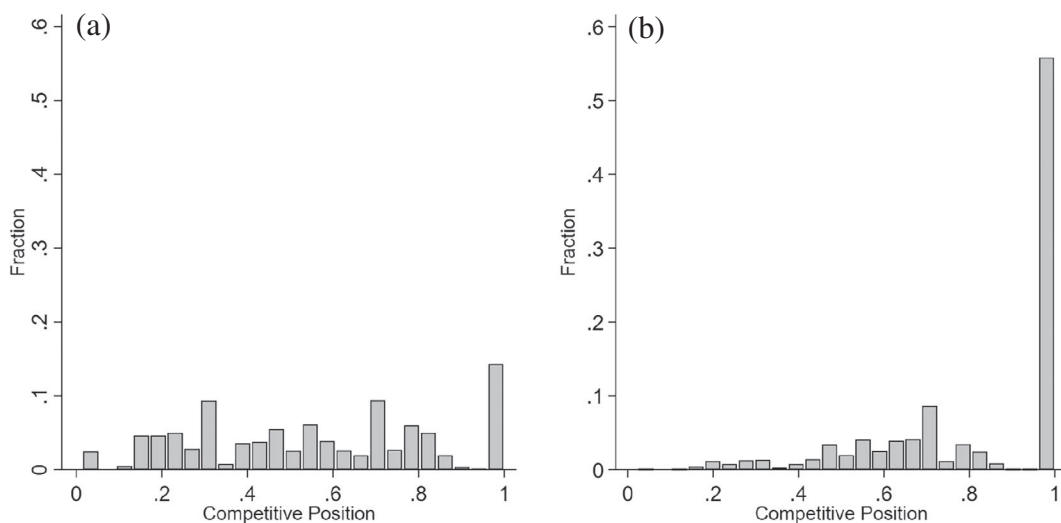 (a)
.6
.5
.4
.3
.2
.1
0
Fraction
0 .2 .4 .6 .8 1
Competitive Position
(b)
.6
.5
.4
.3
.2
.1
0
Fraction
0 .2 .4 .6 .8 1
Competitive Position